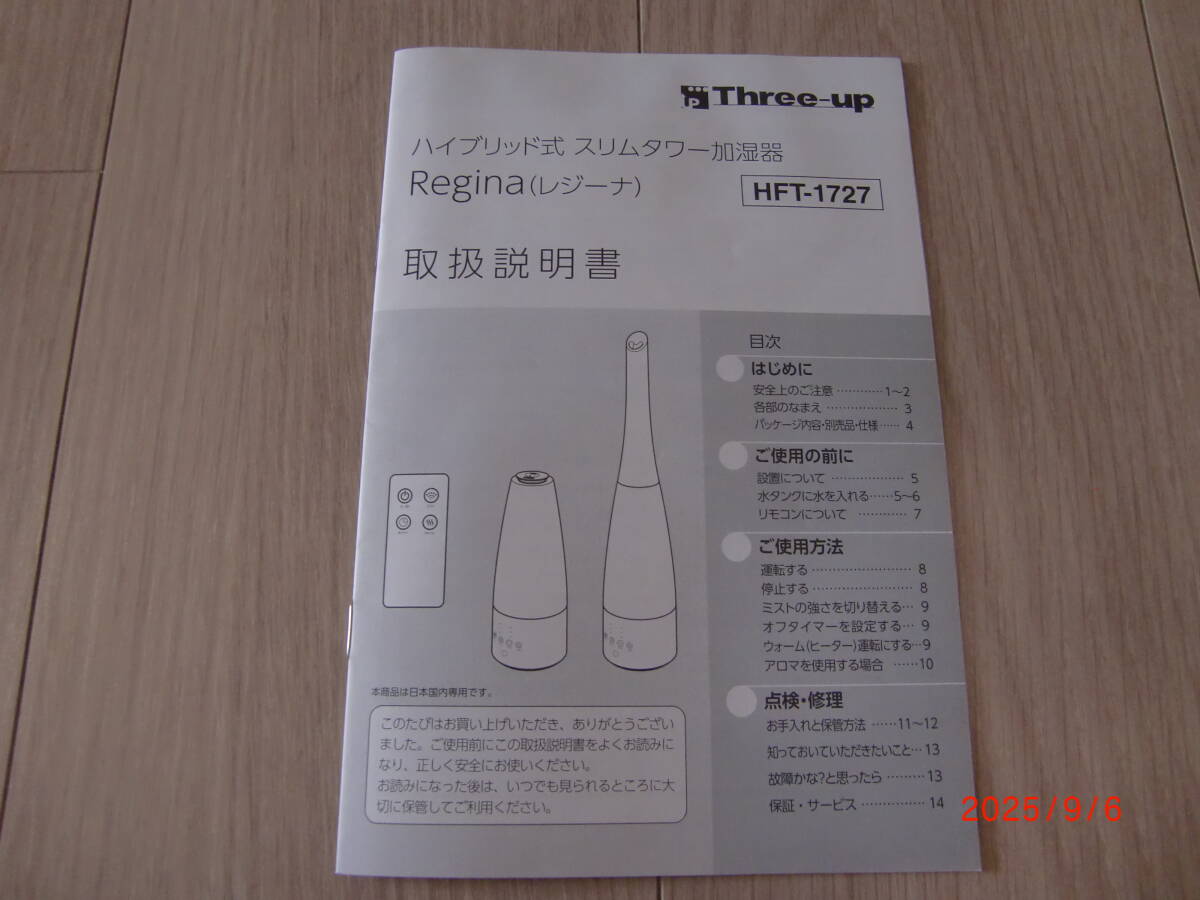 Three-up
ハイブリッド式 スリムタワー加湿器
Regina(レジーナ)
HFT-1727
取扱説明書
目次
はじめに
安全上のご注意 …………1～2
各部のなまえ ……………… 3
パッケージ内容・別売品・仕様…… 4
ご使用の前に
設置について ……………… 5
水タンクに水を入れる……5～6
リモコンについて ………… 7
ご使用方法
運転する …………………… 8
停止する …………………… 8
ミストの強さを切り替える… 9
オフタイマーを設定する… 9
ウォーム(ヒーター)運転にする…9
アロマを使用する場合 ……10
点検・修理
お手入れと保管方法 ……11～12
知っておいていただきたいこと…13
故障かな?と思ったら ………13
保証・サービス ……………14
本商品は日本国内専用です。
このたびはお買い上げいただき、ありがとうござい
ました。ご使用前にこの取扱説明書をよくお読みに
なり、正しく安全にお使いください。
お読みになった後は、いつでも見られるところに大
切に保管してご利用ください。
2025/9/6